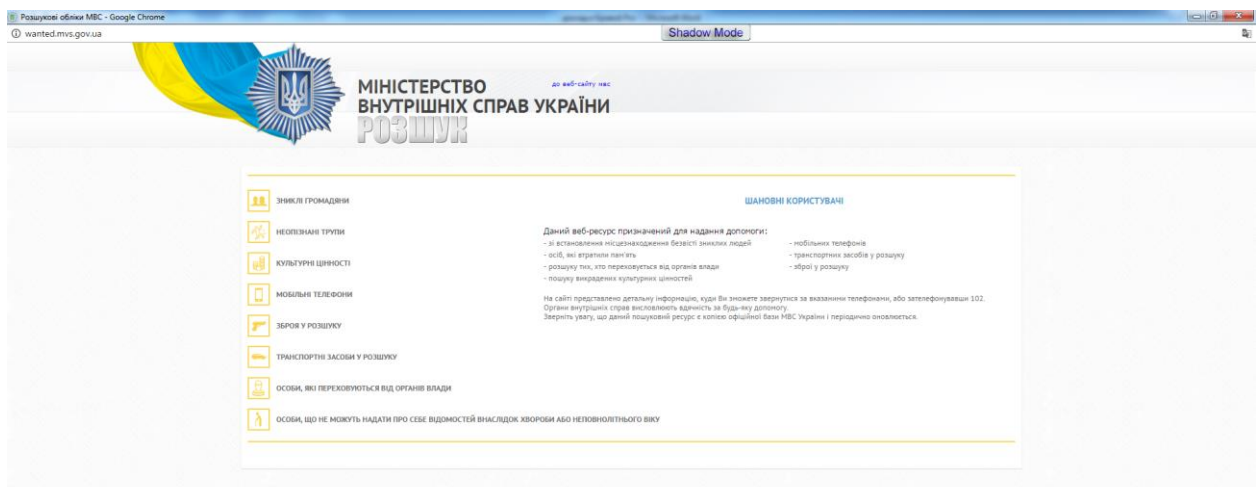 Розшукові обліки МВС - Google Chrome
wanted.mvs.gov.ua
Shadow Mode
МІНІСТЕРСТВО
до веб-сайту мвс
ВНУТРІШНІХ СПРАВ УКРАЇНИ
РОЗШУК
ЗНИКЛІ ГРОМАДЯНИ
НЕОПІЗНАНІ ТРУПИ
КУЛЬТУРНІ ЦІННОСТІ
МОБІЛЬНІ ТЕЛЕФОНИ
ЗБРОЯ У РОЗШУКУ
ТРАНСПОРТНІ ЗАСОБИ У РОЗШУКУ
ОСОБИ, ЯКІ ПЕРЕХОВУЮТЬСЯ ВІД ОРГАНІВ ВЛАДИ
ОСОБИ, ЩО НЕ МОЖУТЬ НАДАТИ ПРО СЕБЕ ВІДОМОСТЕЙ ВНАСЛІДОК ХВОРОБИ АБО НЕПОВНОЛІТНЬОГО ВІКУ
ШАНОВНІ КОРИСТУВАЧІ
Даний веб-ресурс призначений для надання допомоги:
- зі встановлення місцезнаходження безвісті зниклих людей
- осіб, які втратили пам'ять
- розшуку тих, хто переховується від органів влади
- пошуку викрадених культурних цінностей
- мобільних телефонів
- транспортних засобів у розшуку
- зброї у розшуку
На сайті представлено детальну інформацію, куди Ви зможете звернутися за вказаними телефонами, або зателефонувавши 102.
Органи внутрішніх справ висловлюють вдячність за будь-яку допомогу.
Зверніть увагу, що даний пошуковий ресурс є копією офіційної бази МВС України і періодично оновлюється.